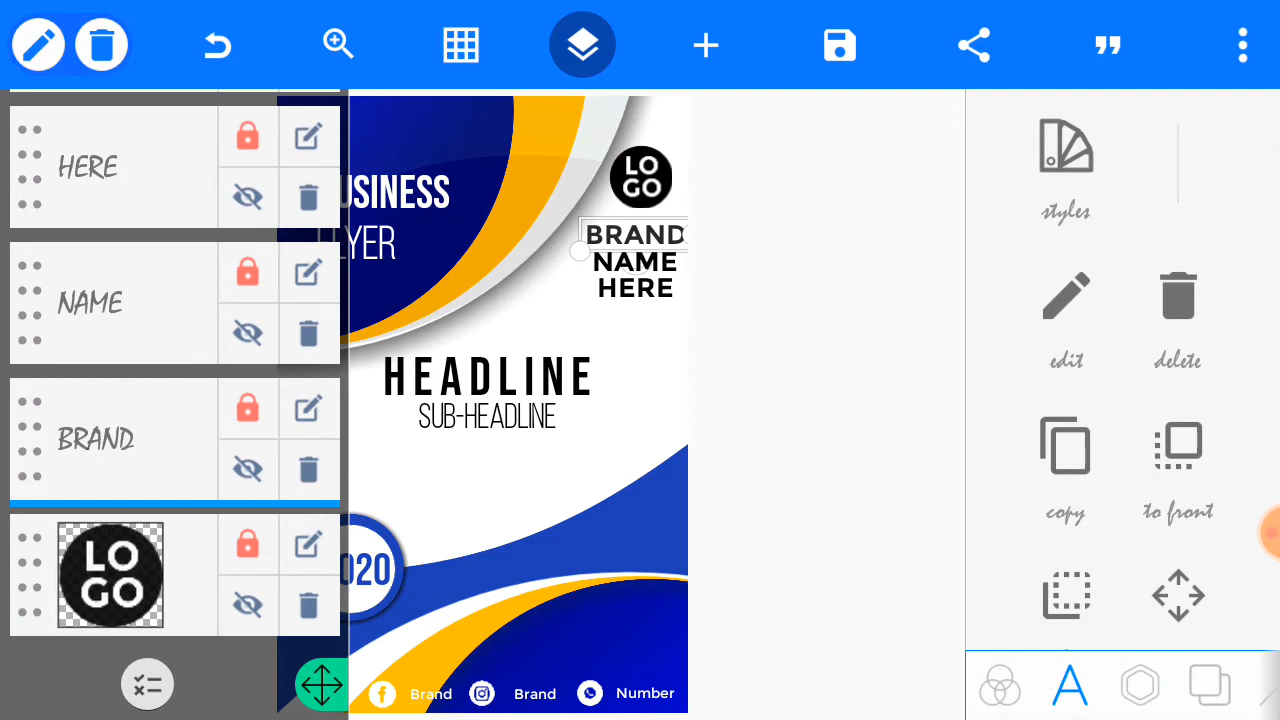 HERE
NAME
BRAND
LO
GO
USINESS
LYER
LO
GO
BRAND
NAME
HERE
HEADLINE
SUB-HEADLINE
020
Brand
Brand
Number
styles
edit
delete
copy
to front